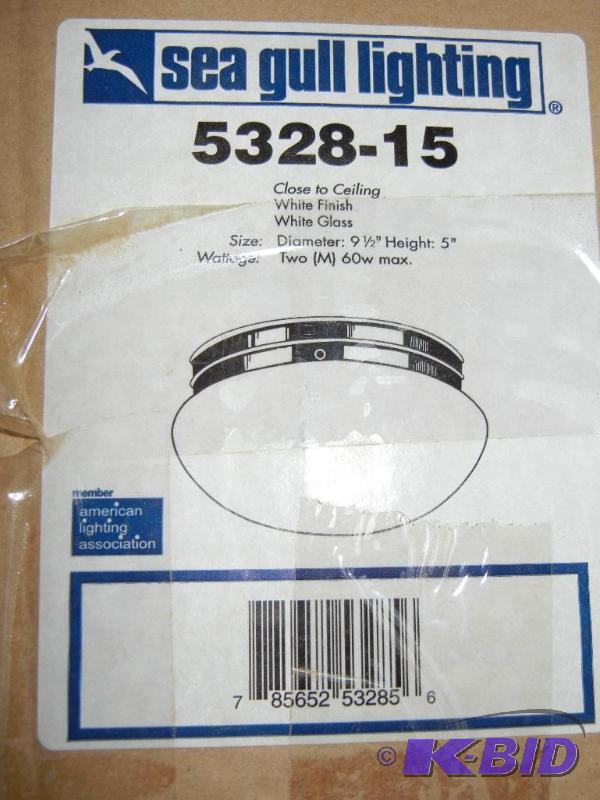 sea gull lighting®
5328-15
Close to Ceiling
White Finish
White Glass
Size: Diameter: 9 ½" Height: 5"
Wattage: Two (M) 60w max.
member
american
lighting
association
7 85652 53285 6
© K-BID